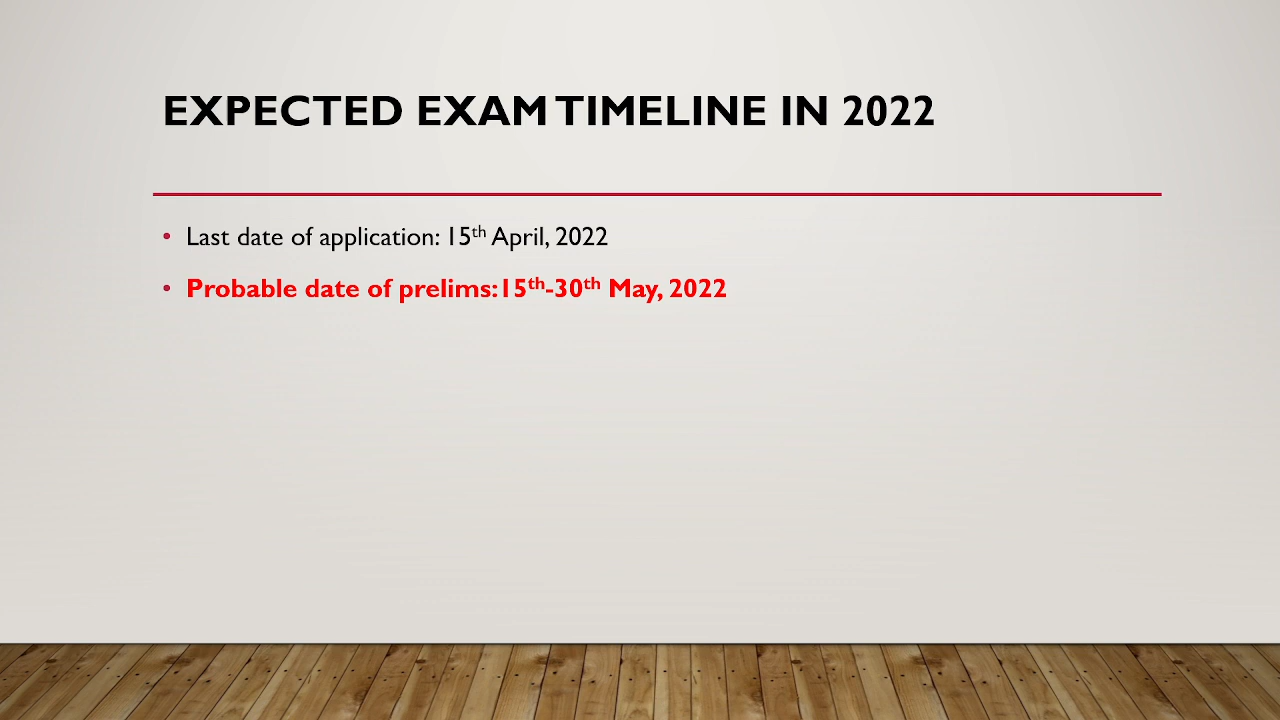 EXPECTED EXAM TIMELINE IN 2022
• Last date of application: 15th April, 2022
• Probable date of prelims:15th-30th May, 2022